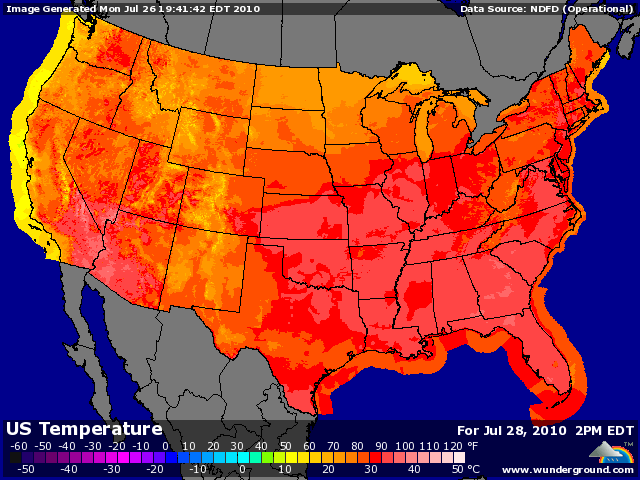 Image Generated Mon Jul 26 19:41:42 EDT 2010 Data Source: NDFD (Operational)
US Temperature For Jul 28, 2010 2PM EDT
-60 -50 -40 -30 -20 -10 0 10 20 30 40 50 60 70 80 90 100 110 120 °F
-50 -40 -30 -20 -10 0 10 20 30 40 50 °C
www.wunderground.com
TM